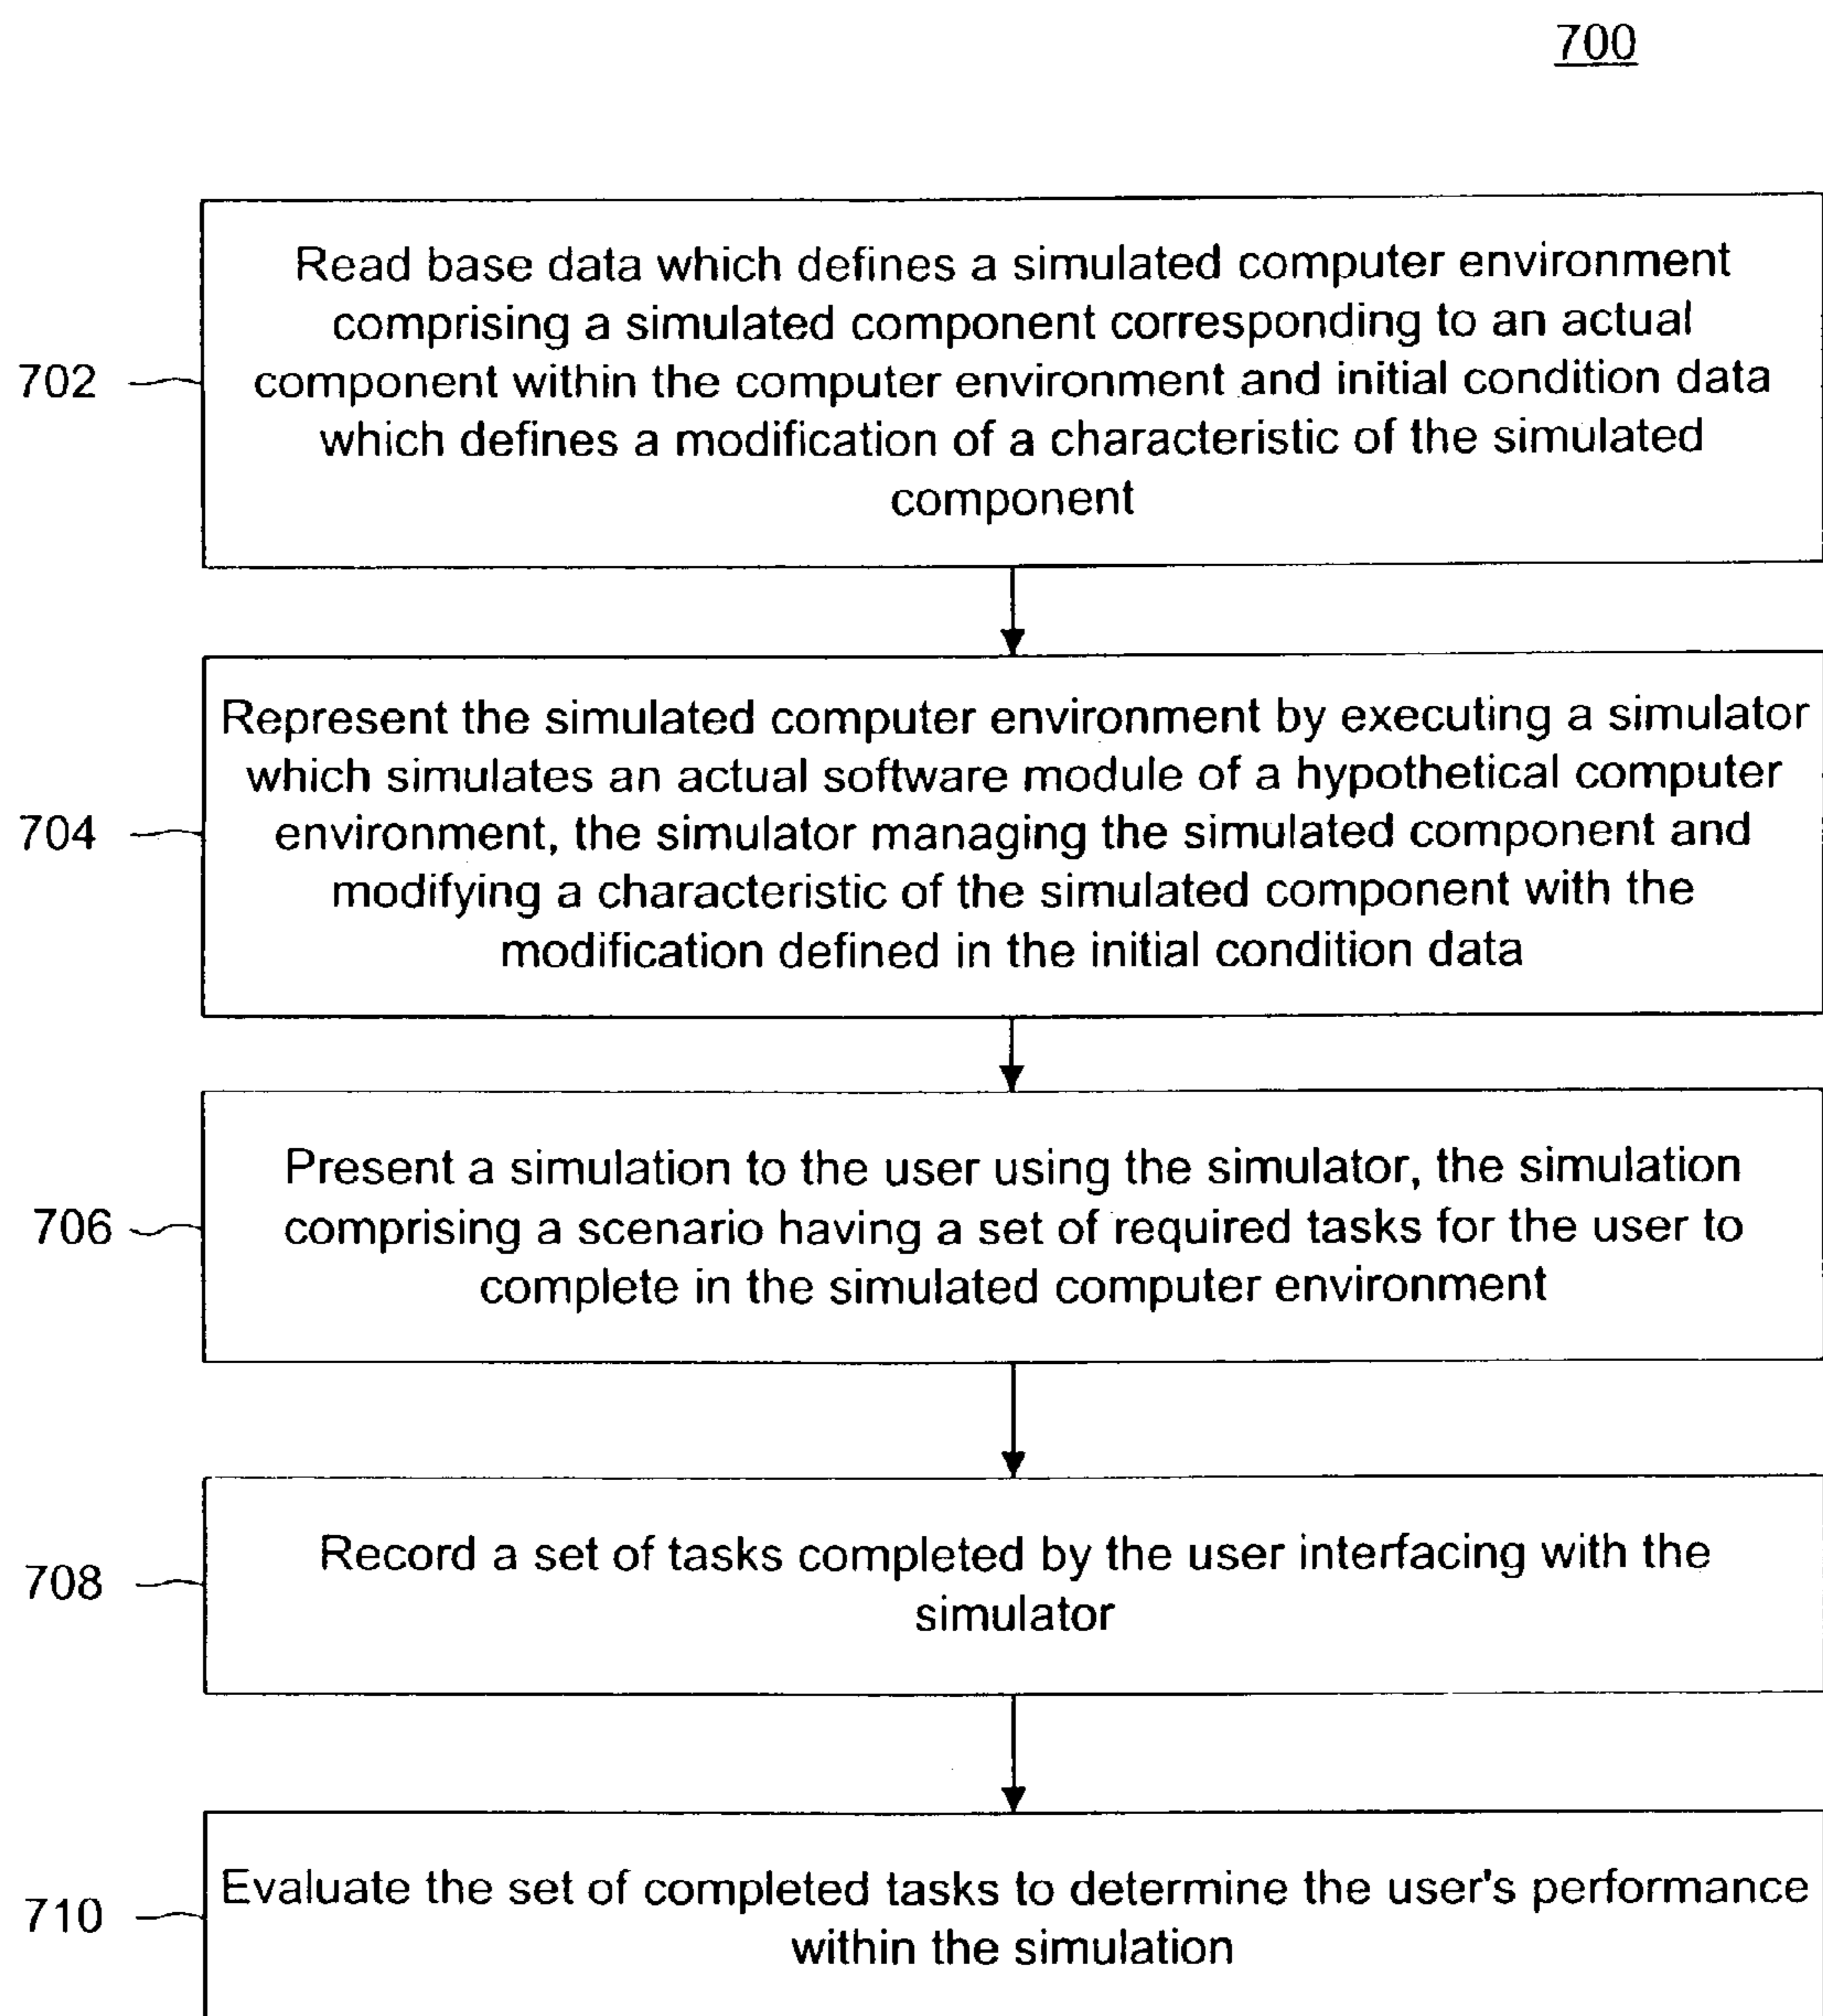 700
Read base data which defines a simulated computer environment
comprising a simulated component corresponding to an actual
702
component within the computer environment and initial condition data
which defines a modification of a characteristic of the simulated
component
Represent the simulated computer environment by executing a simulator
which simulates an actual software module of a hypothetical computer
704
environment, the simulator managing the simulated component and
modifying a characteristic of the simulated component with the
modification defined in the initial condition data
Present a simulation to the user using the simulator, the simulation
706
comprising a scenario having a set of required tasks for the user to
complete in the simulated computer environment
Record a set of tasks completed by the user interfacing with the
708
simulator
Evaluate the set of completed tasks to determine the user's performance
710
within the simulation